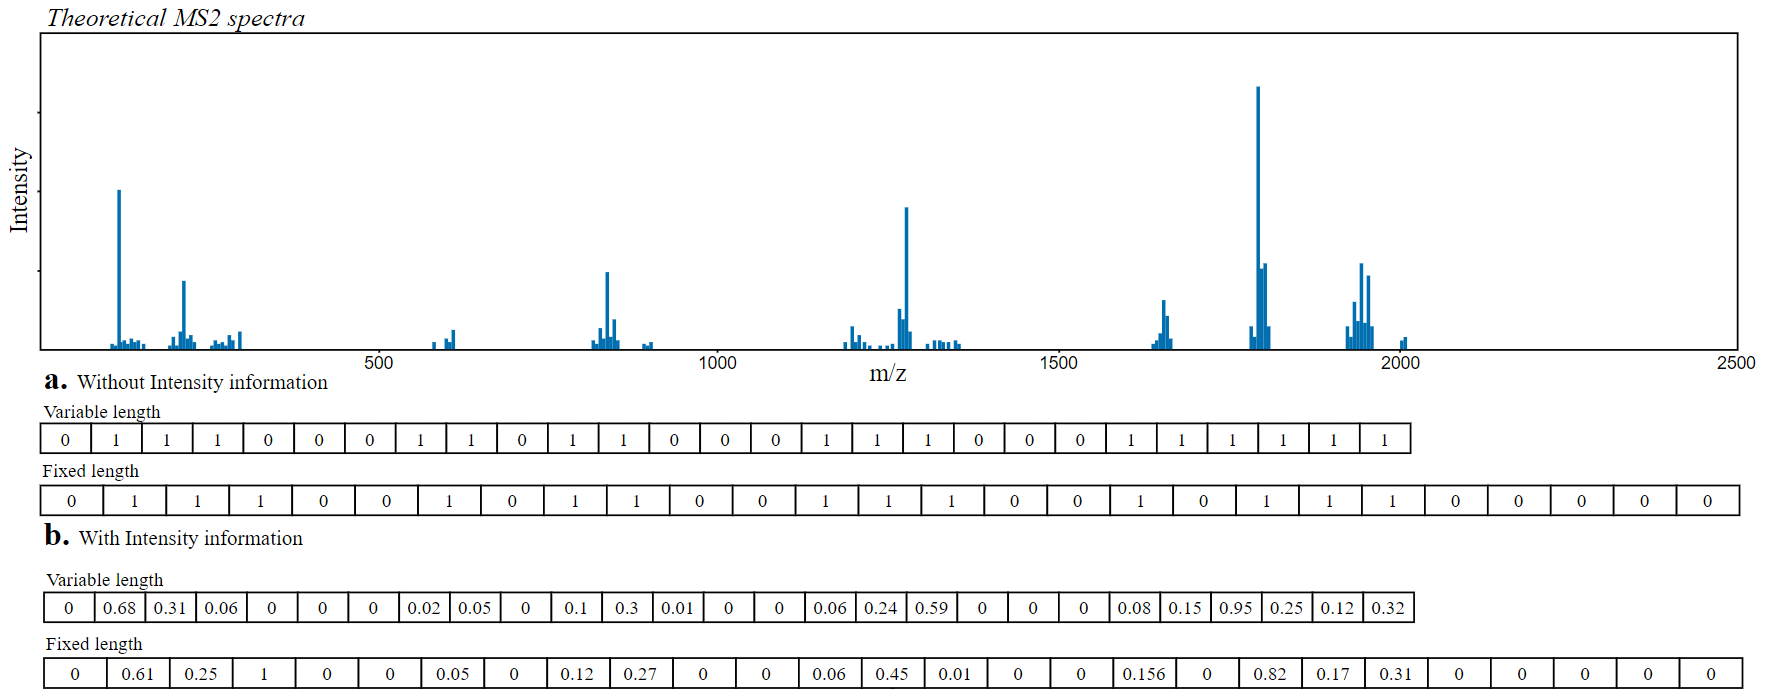 Theoretical MS2 spectra
Intensity
500 1000 1500 2000 2500
m/z
a. Without Intensity information
Variable length
0 1 1 1 0 0 0 1 1 0 1 1 0 0 0 1 1 1 0 0 0 1 1 1 1 1 1
Fixed length
0 1 1 1 0 0 1 0 1 1 0 0 1 1 1 0 0 1 0 1 1 1 0 0 0 0 0
b. With Intensity information
Variable length
0 0.68 0.31 0.06 0 0 0 0.02 0.05 0 0.1 0.3 0.01 0 0 0.06 0.24 0.59 0 0 0 0.08 0.15 0.95 0.25 0.12 0.32
Fixed length
0 0.61 0.25 1 0 0 0.05 0 0.12 0.27 0 0 0.06 0.45 0.01 0 0 0.156 0 0.82 0.17 0.31 0 0 0 0 0